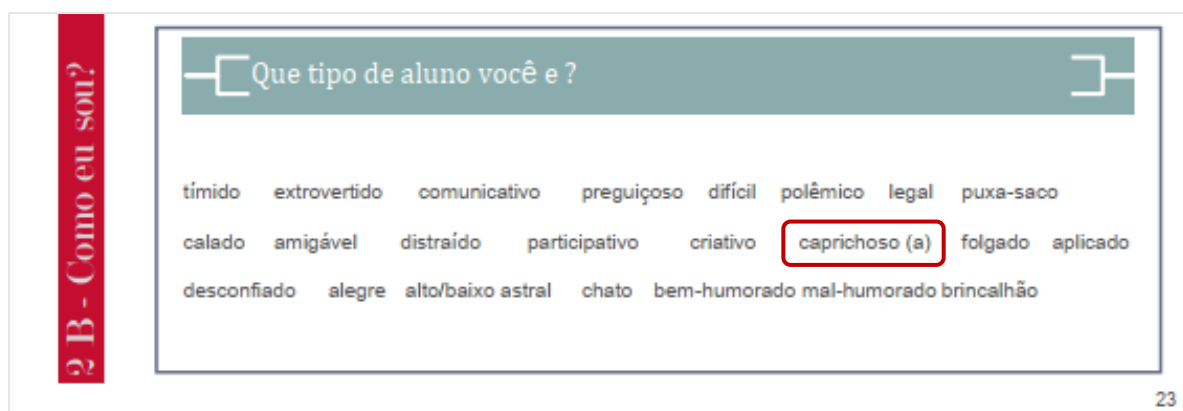 2 B - Como eu sou?
Que tipo de aluno você e ?
tímido extrovertido comunicativo preguiçoso difícil polêmico legal puxa-saco
calado amigável distraído participativo criativo caprichoso (a) folgado aplicado
desconfiado alegre alto/baixo astral chato bem-humorado mal-humorado brincalhão
23